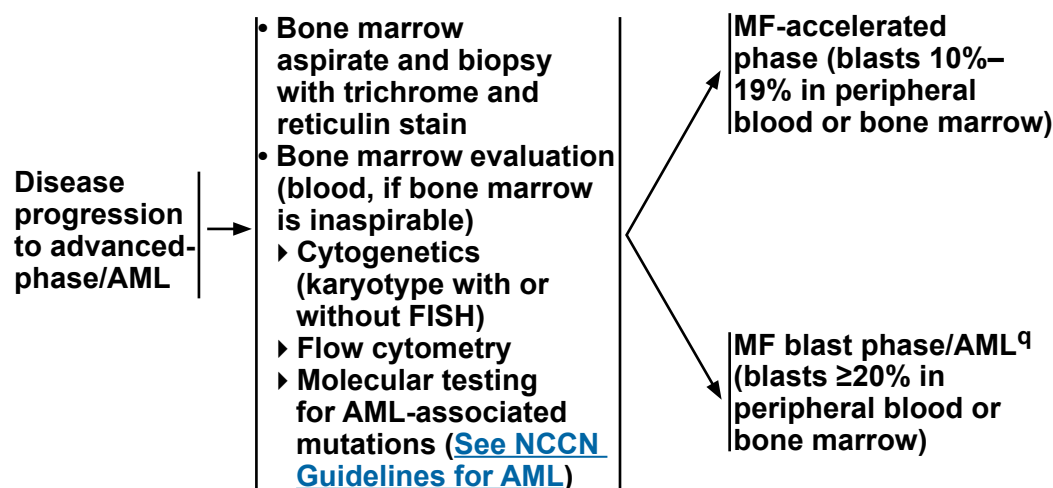 Disease
progression
to advanced-
phase/AML
• Bone marrow
aspirate and biopsy
with trichrome and
reticulin stain
• Bone marrow evaluation
(blood, if bone marrow
is inaspirable)
Cytogenetics
(karyotype with or
without FISH)
Flow cytometry
Molecular testing
for AML-associated
mutations (See NCCN
Guidelines for AML)
MF-accelerated
phase (blasts 10%–
19% in peripheral
blood or bone marrow)
MF blast phase/AMLq
(blasts ≥20% in
peripheral blood or
bone marrow)